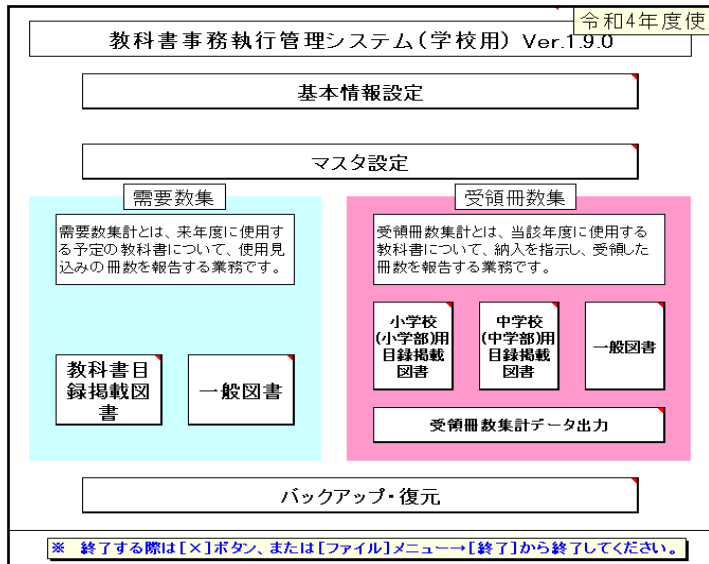 令和4年度使
教科書事務執行管理システム(学校用) Ver.1.9.0
基本情報設定
マスタ設定
需要数集
需要数集計とは、来年度に使用す
る予定の教科書について、使用見
込みの冊数を報告する業務です。
教科書目
録掲載図
書
一般図書
受領冊数集
受領冊数集計とは、当該年度に使用する
教科書について、納入を指示し、受領した
冊数を報告する業務です。
小学校
(小学部)用
目録掲載
図書
中学校
(中学部)用
目録掲載
図書
一般図書
受領冊数集計データ出力
バックアップ・復元
※ 終了する際は[×]ボタン、または[ファイル]メニュー→[終了]から終了してください。